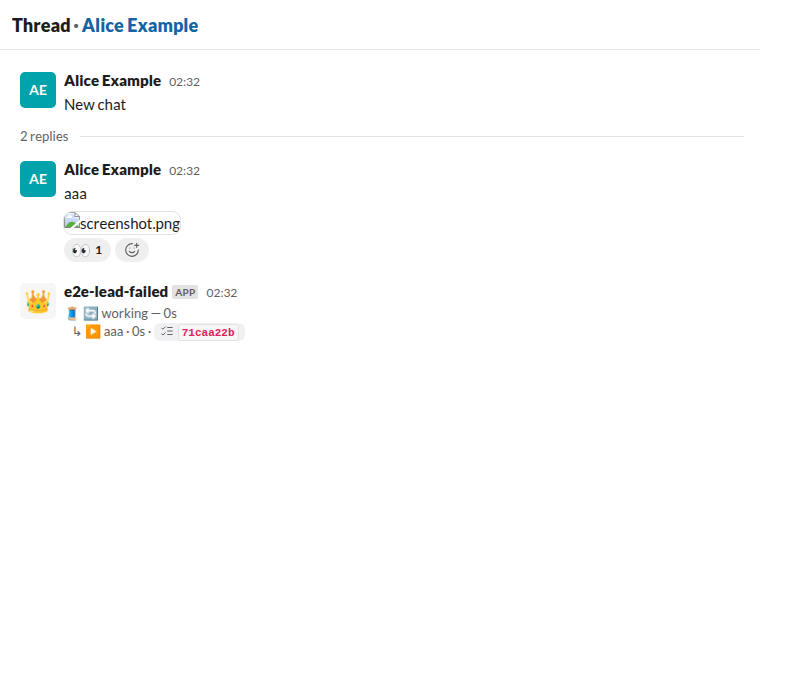 Thread • Alice Example
AE
Alice Example 02:32
New chat
2 replies
AE
Alice Example 02:32
aaa
screenshot.png
👀 1
e2e-lead-failed APP 02:32
🧵 🔄 working — 0s
↳ ▶️ aaa · 0s · 71caa22b